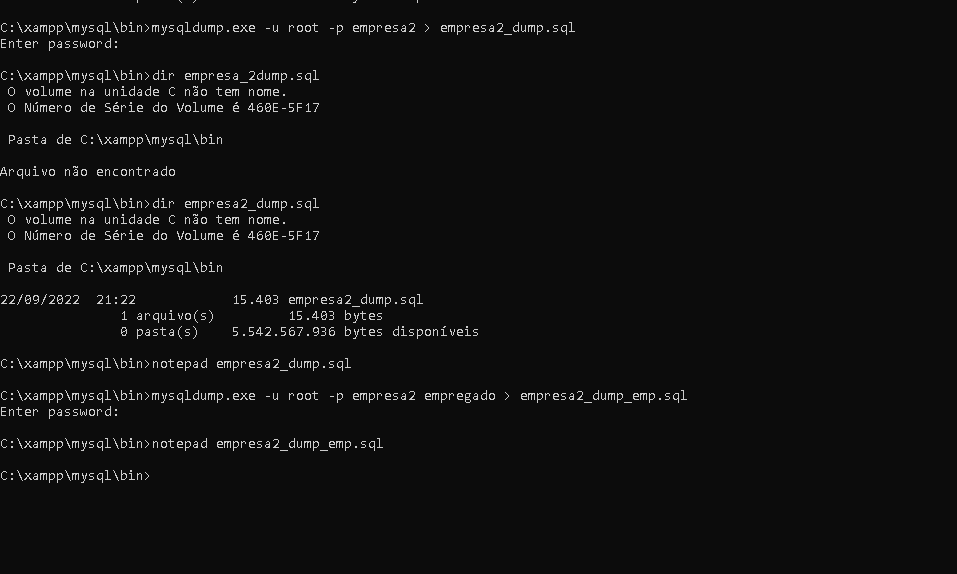 C:\xampp\mysql\bin>mysqldump.exe -u root -p empresa2 > empresa2_dump.sql
Enter password:
C:\xampp\mysql\bin>dir empresa_2dump.sql
O volume na unidade C não tem nome.
O Número de Série do Volume é 460E-5F17
Pasta de C:\xampp\mysql\bin
Arquivo não encontrado
C:\xampp\mysql\bin>dir empresa2_dump.sql
O volume na unidade C não tem nome.
O Número de Série do Volume é 460E-5F17
Pasta de C:\xampp\mysql\bin
22/09/2022  21:22            15.403 empresa2_dump.sql
1 arquivo(s)         15.403 bytes
0 pasta(s)    5.542.567.936 bytes disponíveis
C:\xampp\mysql\bin>notepad empresa2_dump.sql
C:\xampp\mysql\bin>mysqldump.exe -u root -p empresa2 empregado > empresa2_dump_emp.sql
Enter password:
C:\xampp\mysql\bin>notepad empresa2_dump_emp.sql
C:\xampp\mysql\bin>